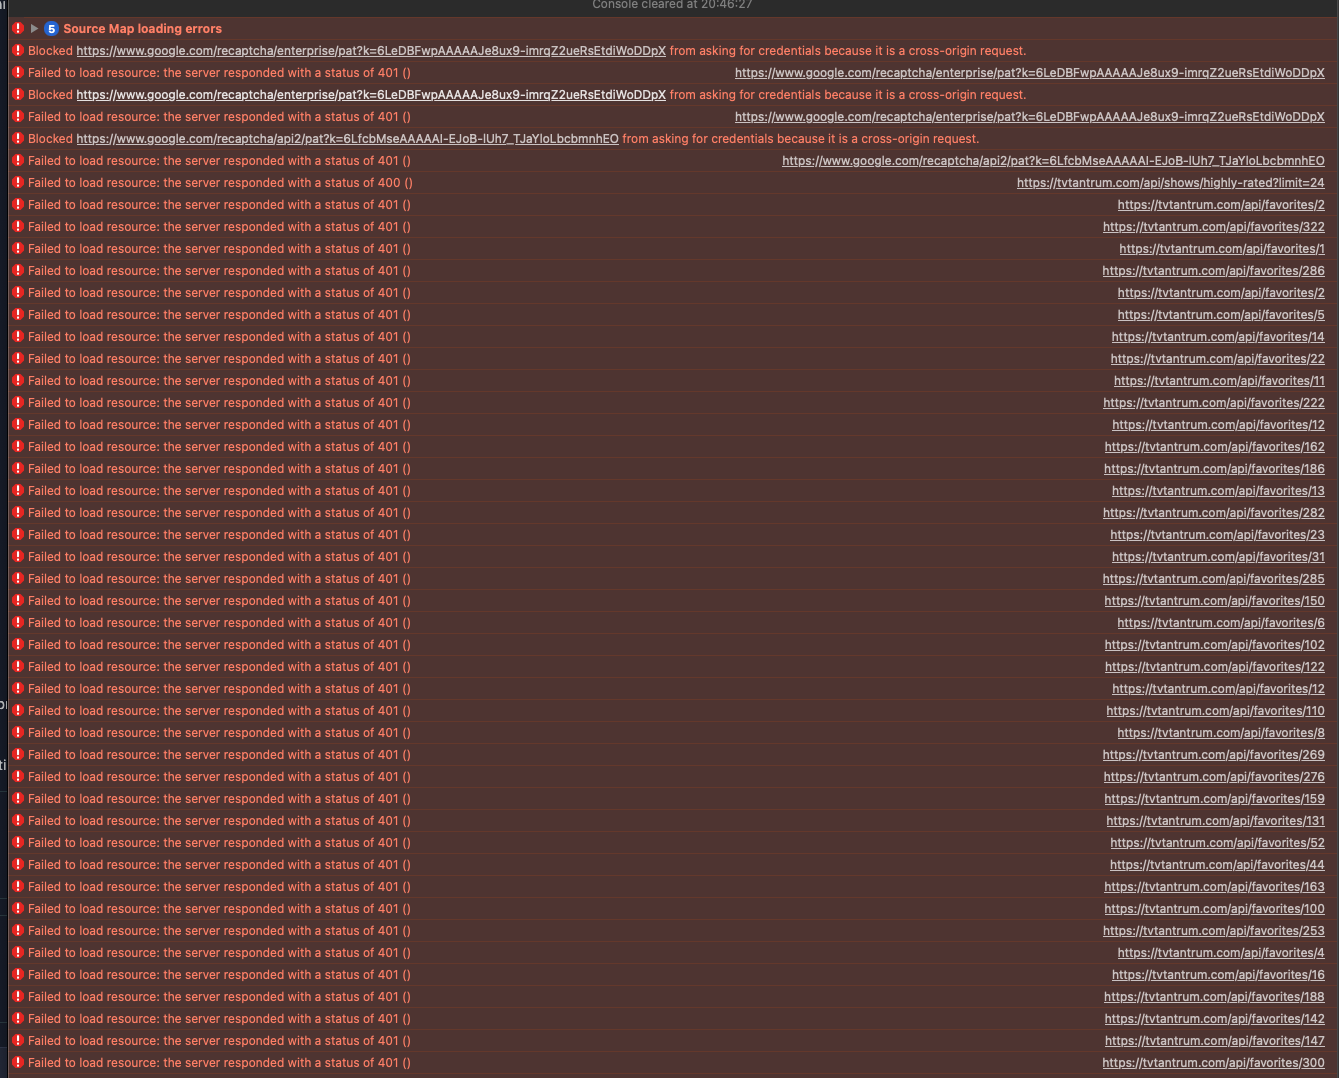 Console cleared at 20:46:27
5 Source Map loading errors
Blocked https://www.google.com/recaptcha/enterprise/pat?k=6LeDBFwpAAAAAJe8ux9-imrqZ2ueRsEtdiWoDDpX from asking for credentials because it is a cross-origin request.
Failed to load resource: the server responded with a status of 401 () https://www.google.com/recaptcha/enterprise/pat?k=6LeDBFwpAAAAAJe8ux9-imrqZ2ueRsEtdiWoDDpX
Blocked https://www.google.com/recaptcha/enterprise/pat?k=6LeDBFwpAAAAAJe8ux9-imrqZ2ueRsEtdiWoDDpX from asking for credentials because it is a cross-origin request.
Failed to load resource: the server responded with a status of 401 () https://www.google.com/recaptcha/enterprise/pat?k=6LeDBFwpAAAAAJe8ux9-imrqZ2ueRsEtdiWoDDpX
Blocked https://www.google.com/recaptcha/api2/pat?k=6LfcbMseAAAAAI-EJoB-lUh7_TJaYloLbcbmnhEO from asking for credentials because it is a cross-origin request.
Failed to load resource: the server responded with a status of 401 () https://www.google.com/recaptcha/api2/pat?k=6LfcbMseAAAAAI-EJoB-lUh7_TJaYloLbcbmnhEO
Failed to load resource: the server responded with a status of 400 () https://tvtantrum.com/api/shows/highly-rated?limit=24
Failed to load resource: the server responded with a status of 401 () https://tvtantrum.com/api/favorites/2
Failed to load resource: the server responded with a status of 401 () https://tvtantrum.com/api/favorites/322
Failed to load resource: the server responded with a status of 401 () https://tvtantrum.com/api/favorites/1
Failed to load resource: the server responded with a status of 401 () https://tvtantrum.com/api/favorites/286
Failed to load resource: the server responded with a status of 401 () https://tvtantrum.com/api/favorites/2
Failed to load resource: the server responded with a status of 401 () https://tvtantrum.com/api/favorites/5
Failed to load resource: the server responded with a status of 401 () https://tvtantrum.com/api/favorites/14
Failed to load resource: the server responded with a status of 401 () https://tvtantrum.com/api/favorites/22
Failed to load resource: the server responded with a status of 401 () https://tvtantrum.com/api/favorites/11
Failed to load resource: the server responded with a status of 401 () https://tvtantrum.com/api/favorites/222
Failed to load resource: the server responded with a status of 401 () https://tvtantrum.com/api/favorites/12
Failed to load resource: the server responded with a status of 401 () https://tvtantrum.com/api/favorites/162
Failed to load resource: the server responded with a status of 401 () https://tvtantrum.com/api/favorites/186
Failed to load resource: the server responded with a status of 401 () https://tvtantrum.com/api/favorites/13
Failed to load resource: the server responded with a status of 401 () https://tvtantrum.com/api/favorites/282
Failed to load resource: the server responded with a status of 401 () https://tvtantrum.com/api/favorites/23
Failed to load resource: the server responded with a status of 401 () https://tvtantrum.com/api/favorites/31
Failed to load resource: the server responded with a status of 401 () https://tvtantrum.com/api/favorites/285
Failed to load resource: the server responded with a status of 401 () https://tvtantrum.com/api/favorites/150
Failed to load resource: the server responded with a status of 401 () https://tvtantrum.com/api/favorites/6
Failed to load resource: the server responded with a status of 401 () https://tvtantrum.com/api/favorites/102
Failed to load resource: the server responded with a status of 401 () https://tvtantrum.com/api/favorites/122
Failed to load resource: the server responded with a status of 401 () https://tvtantrum.com/api/favorites/12
Failed to load resource: the server responded with a status of 401 () https://tvtantrum.com/api/favorites/110
Failed to load resource: the server responded with a status of 401 () https://tvtantrum.com/api/favorites/8
Failed to load resource: the server responded with a status of 401 () https://tvtantrum.com/api/favorites/269
Failed to load resource: the server responded with a status of 401 () https://tvtantrum.com/api/favorites/276
Failed to load resource: the server responded with a status of 401 () https://tvtantrum.com/api/favorites/159
Failed to load resource: the server responded with a status of 401 () https://tvtantrum.com/api/favorites/131
Failed to load resource: the server responded with a status of 401 () https://tvtantrum.com/api/favorites/52
Failed to load resource: the server responded with a status of 401 () https://tvtantrum.com/api/favorites/44
Failed to load resource: the server responded with a status of 401 () https://tvtantrum.com/api/favorites/163
Failed to load resource: the server responded with a status of 401 () https://tvtantrum.com/api/favorites/100
Failed to load resource: the server responded with a status of 401 () https://tvtantrum.com/api/favorites/253
Failed to load resource: the server responded with a status of 401 () https://tvtantrum.com/api/favorites/4
Failed to load resource: the server responded with a status of 401 () https://tvtantrum.com/api/favorites/16
Failed to load resource: the server responded with a status of 401 () https://tvtantrum.com/api/favorites/188
Failed to load resource: the server responded with a status of 401 () https://tvtantrum.com/api/favorites/142
Failed to load resource: the server responded with a status of 401 () https://tvtantrum.com/api/favorites/147
Failed to load resource: the server responded with a status of 401 () https://tvtantrum.com/api/favorites/300